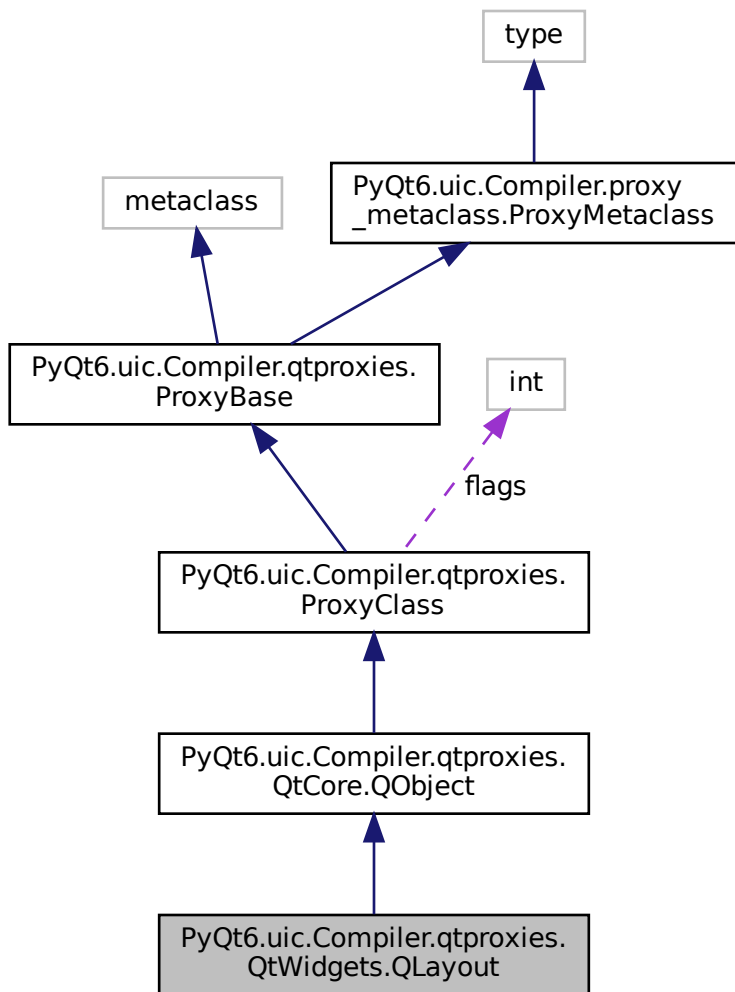 type
PyQt6.uic.Compiler.proxy
_metaclass.ProxyMetaclass
metaclass
PyQt6.uic.Compiler.qtproxies.
ProxyBase
int
flags
PyQt6.uic.Compiler.qtproxies.
ProxyClass
PyQt6.uic.Compiler.qtproxies.
QtCore.QObject
PyQt6.uic.Compiler.qtproxies.
QtWidgets.QLayout